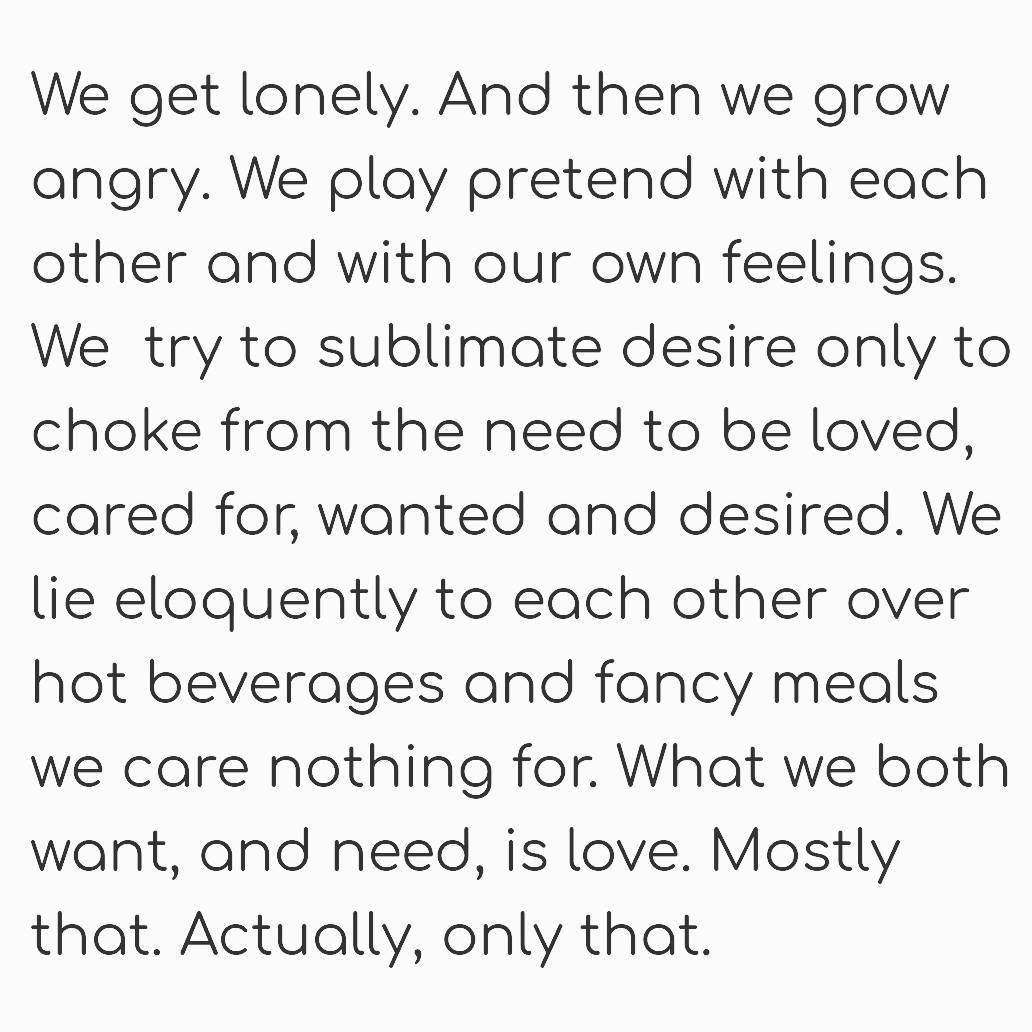 We get lonely. And then we grow
angry. We play pretend with each
other and with our own feelings.
We  try to sublimate desire only to
choke from the need to be loved,
cared for, wanted and desired. We
lie eloquently to each other over
hot beverages and fancy meals
we care nothing for. What we both
want, and need, is love. Mostly
that. Actually, only that.